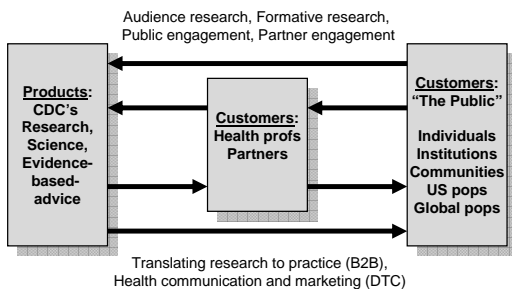 Audience research, Formative research,
Public engagement, Partner engagement
Products:
CDC's
Research,
Science,
Evidence-
based-
advice
Customers:
Health profs
Partners
Customers:
“The Public”
Individuals
Institutions
Communities
US pops
Global pops
Translating research to practice (B2B),
Health communication and marketing (DTC)